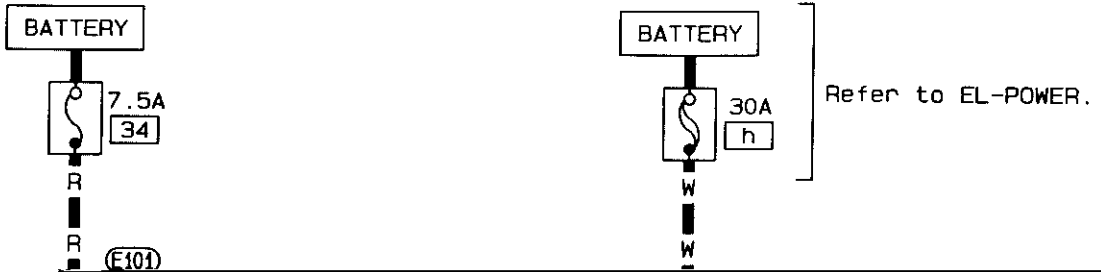 BATTERY
7.5A
34
R
R
E101
BATTERY
30A
h
W
W
Refer to EL-POWER.